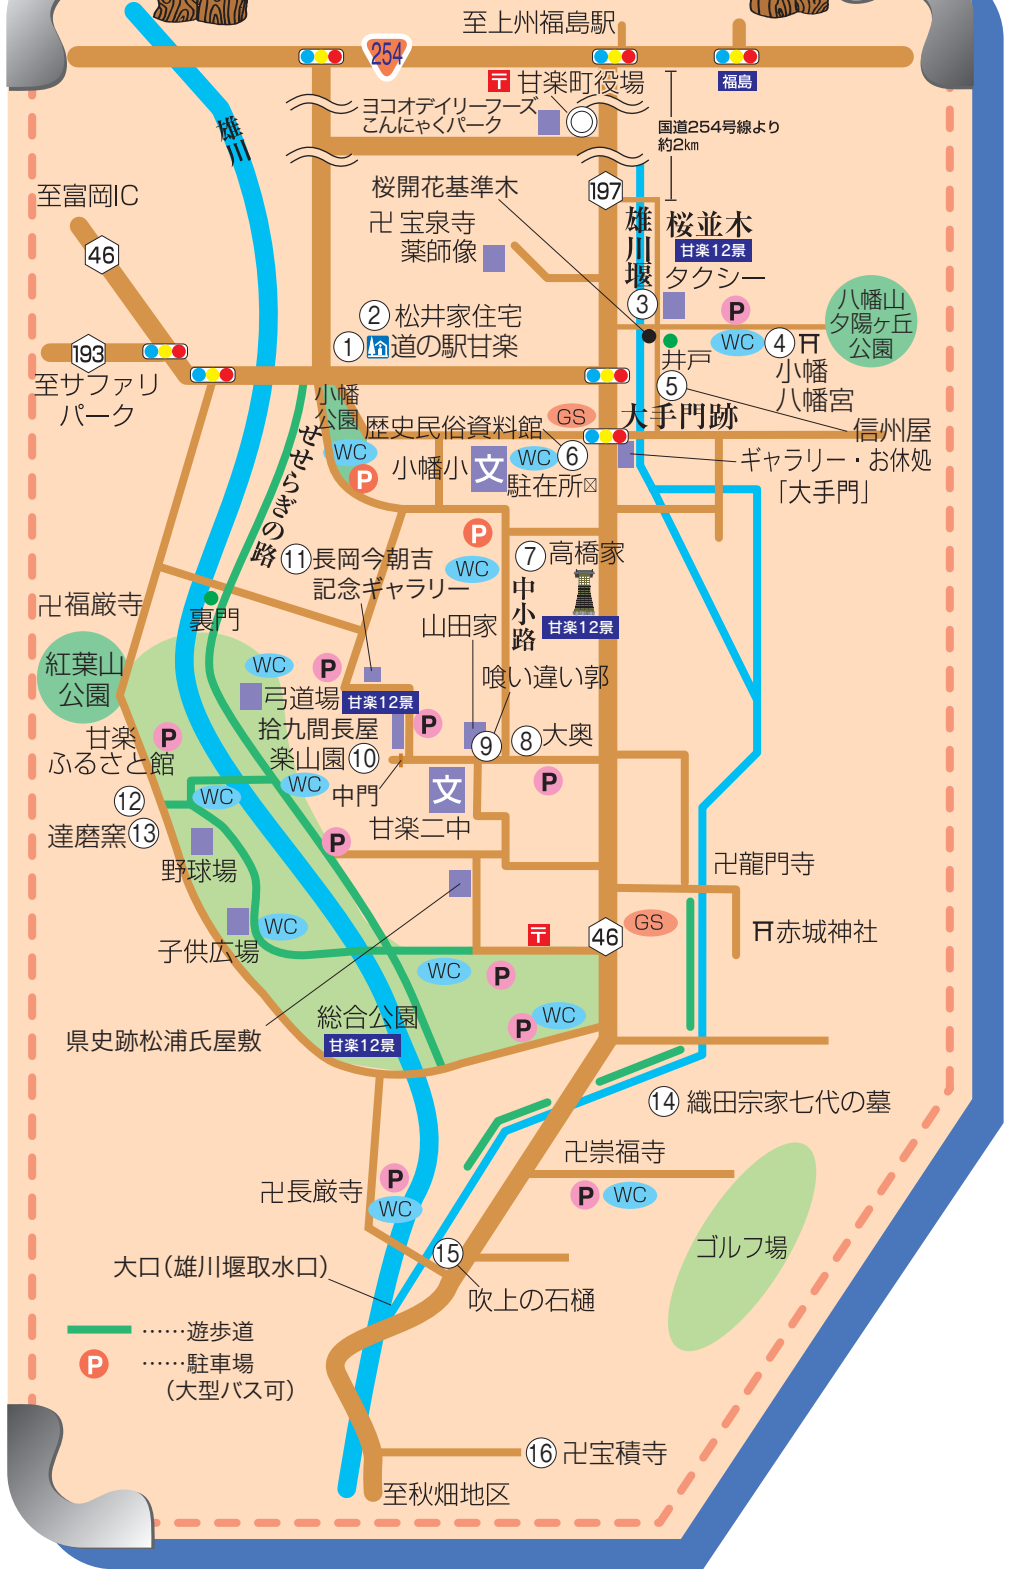 至上州福島駅
254
福島
〒甘楽町役場
ヨコオデイリーフーズ
こんにゃくパーク
国道254号線より
約2km
雄川
至富岡IC
46
桜開花基準木
197
卍 宝泉寺
薬師像
雄川堰
桜並木
甘楽12景
タクシー
③
P
八幡山
夕陽ヶ丘
公園
② 松井家住宅
① 道の駅甘楽
WC
④
小幡
八幡宮
井戸
⑤
193
至サファリ
パーク
小幡
公園
GS
大手門跡
信州屋
歴史民俗資料館
⑥
WC
WC
P
小幡小
文
駐在所
ギャラリー・お休処
「大手門」
せせらぎの路
P
WC
⑪長岡今朝吉
記念ギャラリー
⑦高橋家
中小路
甘楽12景
卍福厳寺
裏門
山田家
紅葉山
公園
WC
P
喰い違い郭
弓道場
甘楽12景
甘楽
ふるさと館
P
拾九間長屋
P
楽山園⑩
⑨
⑧大奥
中門
WC
WC
文
P
⑫
達磨窯⑬
甘楽二中
P
野球場
卍龍門寺
子供広場
WC
〒
46
GS
赤城神社
WC
P
総合公園
甘楽12景
P
WC
県史跡松浦氏屋敷
⑭ 織田宗家七代の墓
卍崇福寺
P
WC
卍長厳寺
P
WC
ゴルフ場
大口(雄川堰取水口)
⑮
吹上の石樋
……遊歩道
P ……駐車場
(大型バス可)
⑯卍宝積寺
至秋畑地区